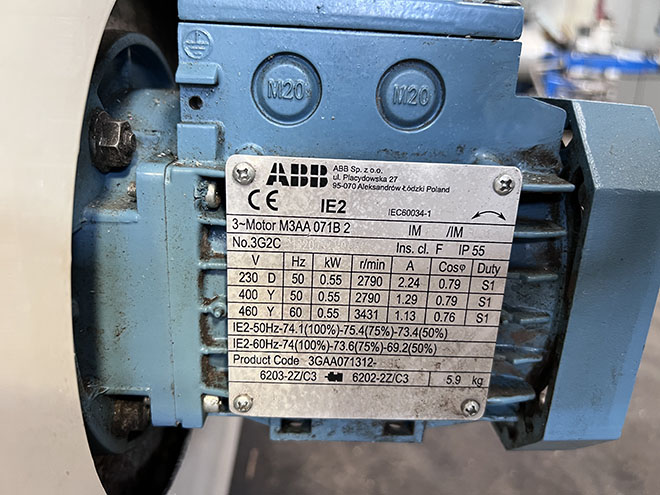 M20
M20
ABB
ABB Sp. z o.o.
ul. Placydowska 27
95-070 Aleksandrów Łódzki Poland
CE IE2 IEC60034-1
3~Motor M3AA 071B 2 IM /IM
No.3G2C Ins. cl. F IP 55
V Hz kW r/min A Cosφ Duty
230 D 50 0.55 2790 2.24 0.79 S1
400 Y 50 0.55 2790 1.29 0.79 S1
460 Y 60 0.55 3431 1.13 0.76 S1
IE2-50Hz-74.1(100%)-75.4(75%)-73.4(50%)
IE2-60Hz-74(100%)-73.6(75%)-69.2(50%)
Product Code 3GAA071312-
6203-2Z/C3 6202-2Z/C3 5,9 kg